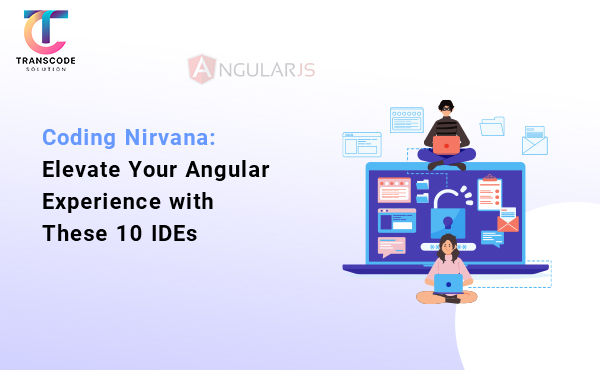 TRANSCODE
SOLUTION
ANGULARJS
Coding Nirvana:
Elevate Your Angular
Experience with
These 10 IDEs